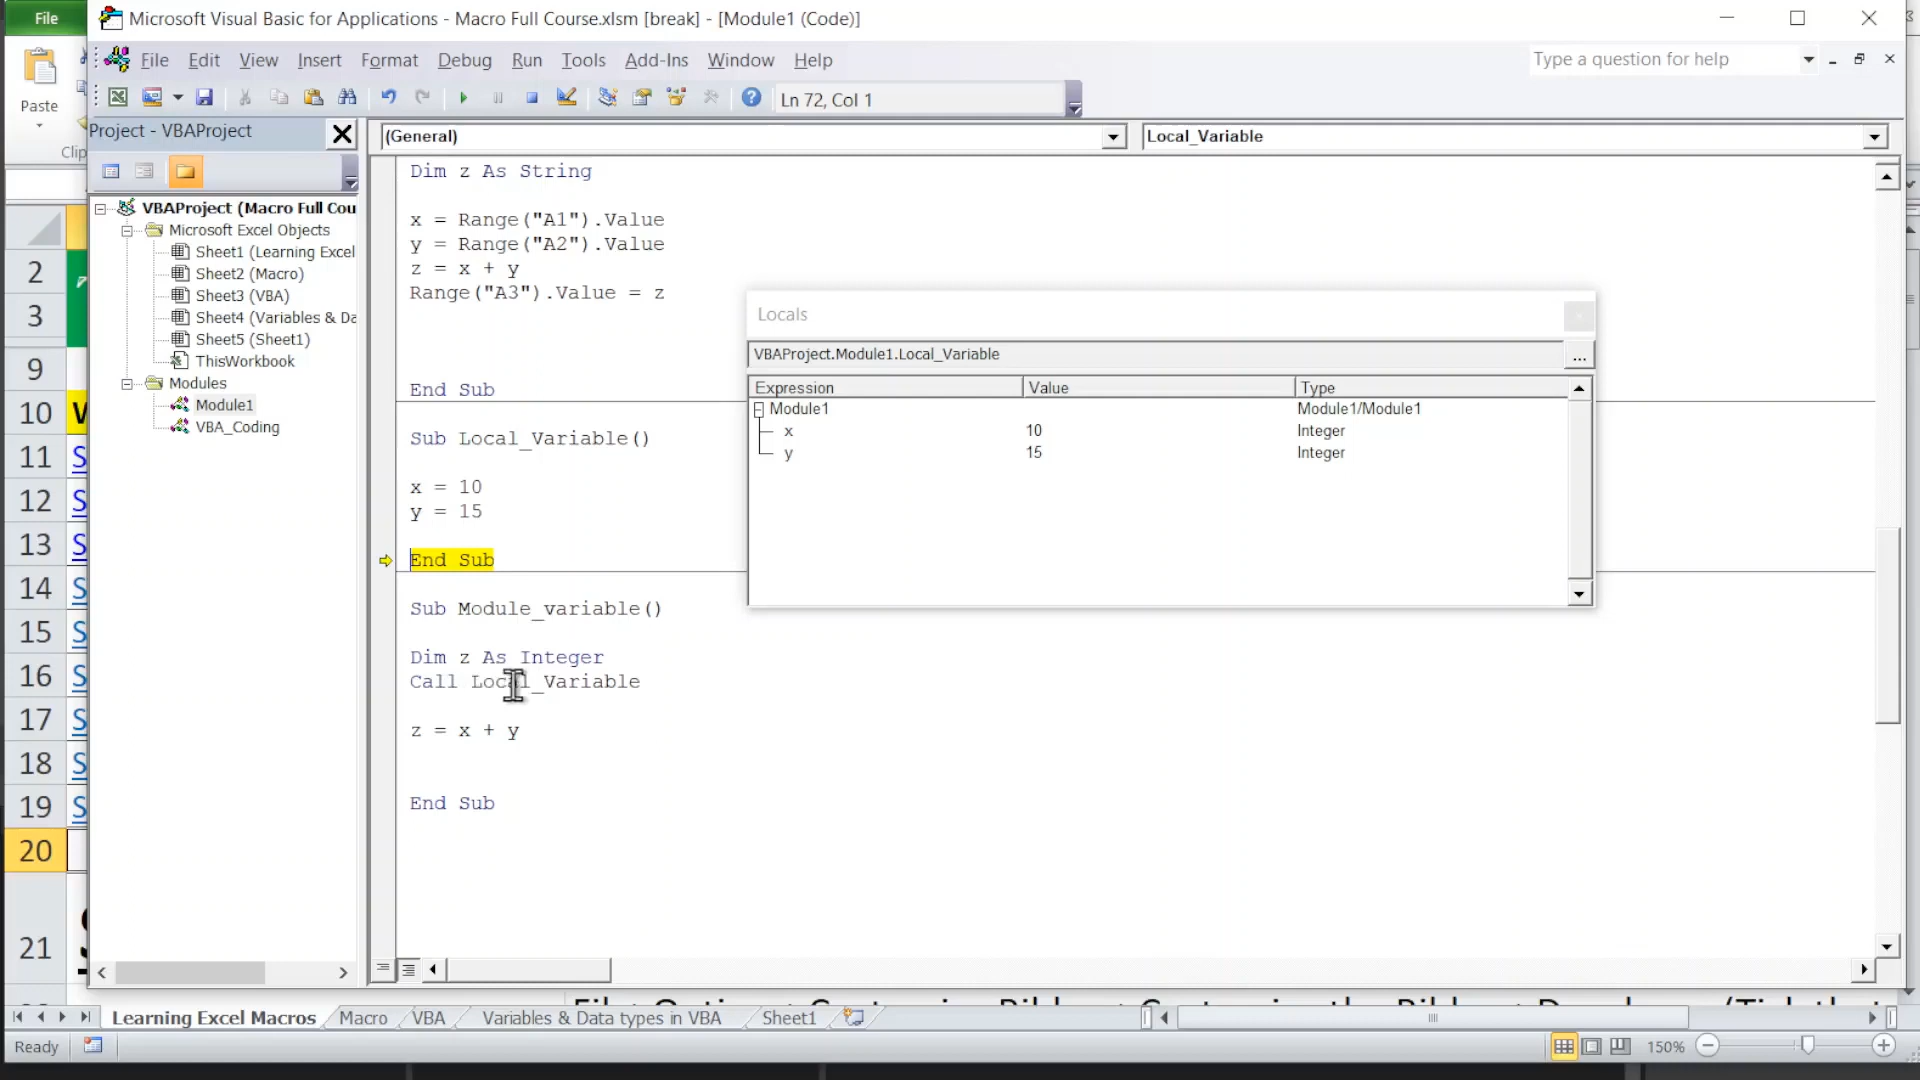 File
Microsoft Visual Basic for Applications - Macro Full Course.xlsm [break] - [Module1 (Code)]
File Edit View Insert Format Debug Run Tools Add-Ins Window Help
Type a question for help
Ln 72, Col 1
Paste
Clip
Project - VBAProject
(General)
Local_Variable
VBAProject (Macro Full Cou
Microsoft Excel Objects
Sheet1 (Learning Excel
Sheet2 (Macro)
Sheet3 (VBA)
Sheet4 (Variables & Da
Sheet5 (Sheet1)
ThisWorkbook
Modules
Module1
VBA_Coding
Dim z As String
x = Range("A1").Value
y = Range("A2").Value
z = x + y
Range("A3").Value = z
End Sub
Sub Local_Variable()
x = 10
y = 15
End Sub
Sub Module_variable()
Dim z As Integer
Call Local_Variable
z = x + y
End Sub
Locals
VBAProject.Module1.Local_Variable
...
Expression Value Type
Module1 Module1/Module1
x 10 Integer
y 15 Integer
2
3
9
10
11 S
12 S
13 S
14 S
15 S
16 S
17 S
18 S
19 S
20
21
Learning Excel Macros Macro VBA Variables & Data types in VBA Sheet1
Ready
150%